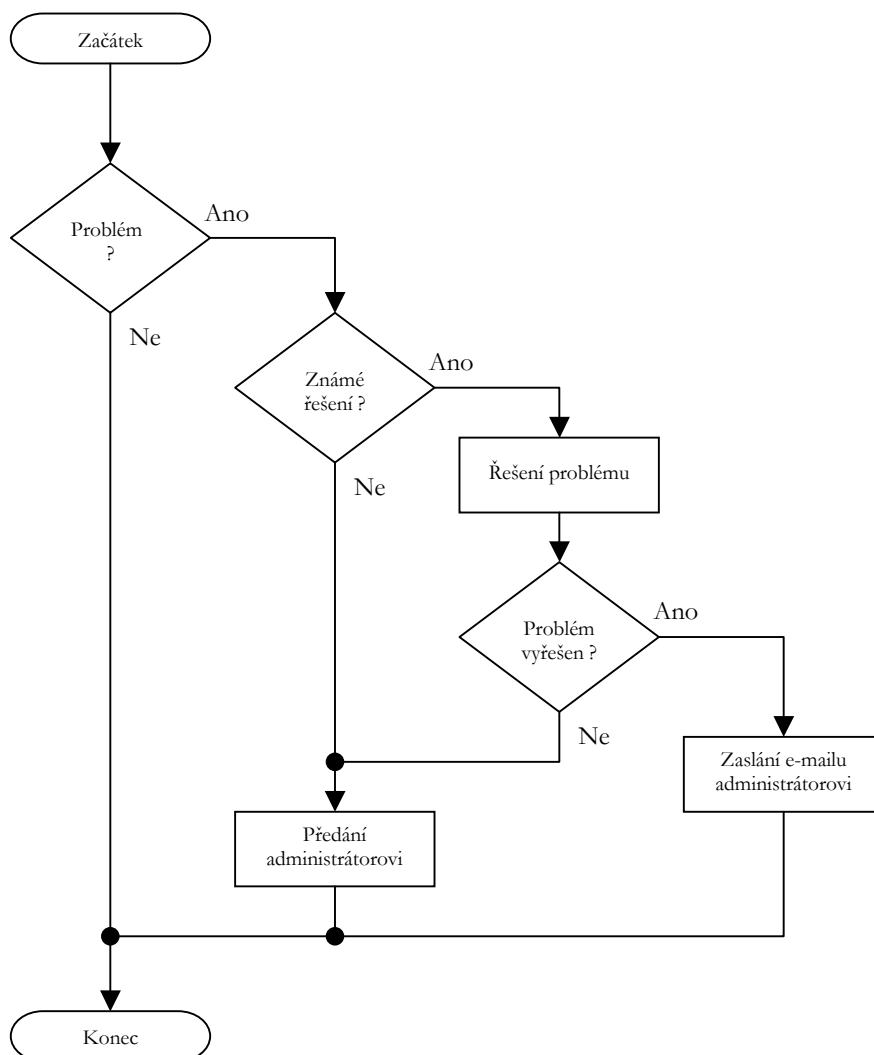 Začátek
Problém
?
Ano
Ne
Známé
řešení ?
Ano
Ne
Řešení problému
Problém
vyřešen ?
Ano
Ne
Zaslání e-mailu
administrátorovi
Předání
administrátorovi
Konec